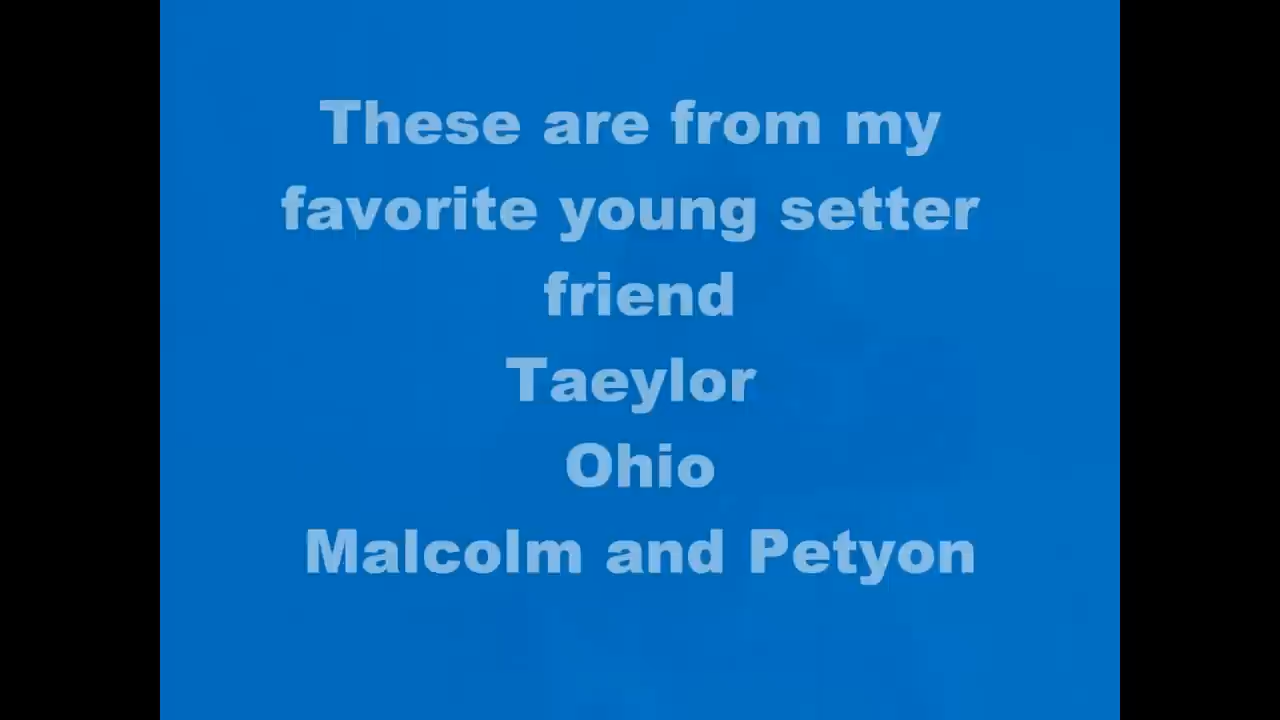 These are from my
favorite young setter
friend
Taeylor
Ohio
Malcolm and Petyon